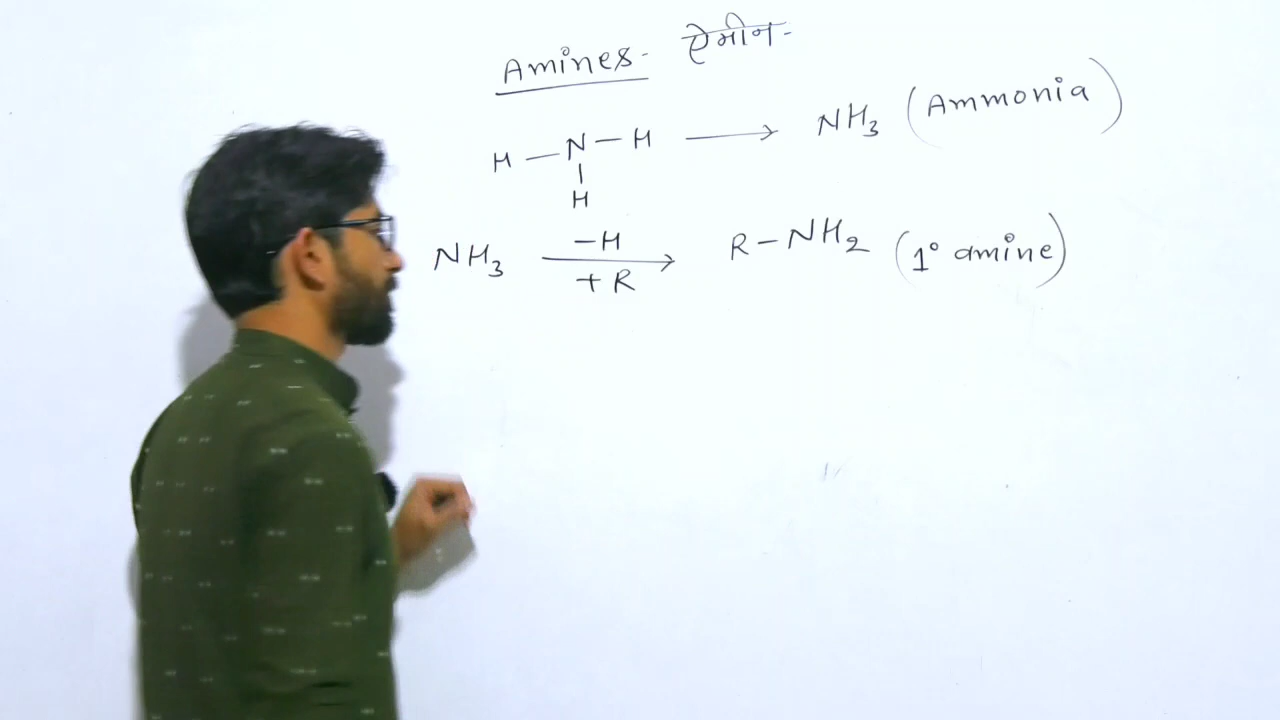 Amines- ऐमीन-
H — N — H → NH₃ (Ammonia)
|
H
NH₃ → R-NH₂ (1° amine)
-H
+R